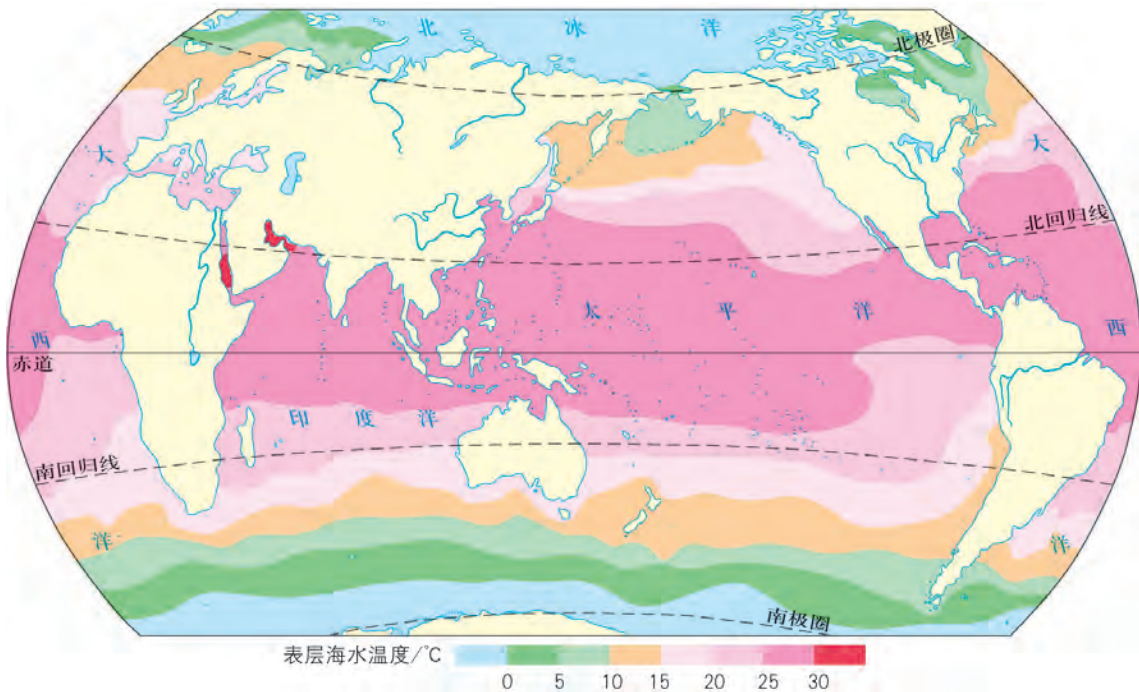 北冰洋
北极圈
大
大
北回归线
太平洋
西
西
赤道
印度洋
南回归线
洋
洋
南极圈
表层海水温度/℃
0 5 10 15 20 25 30